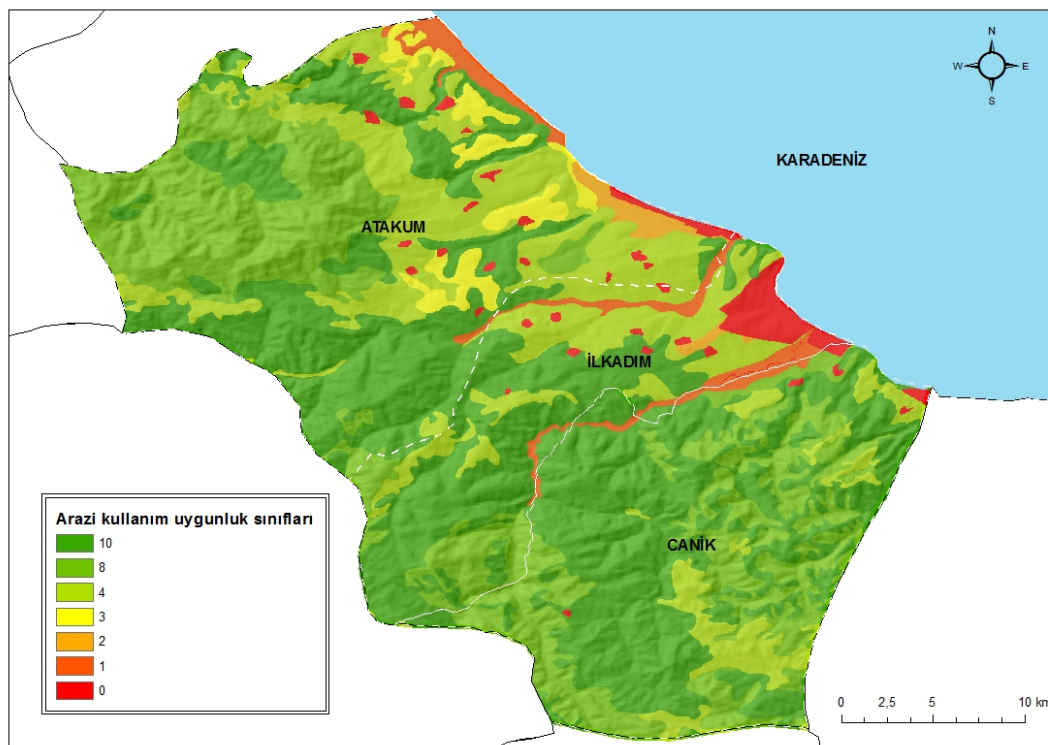 N
W E
S
KARADENİZ
ATAKUM
İLKADIM
CANİK
Arazi kullanım uygunluk sınıfları
10
8
4
3
2
1
0
0 2,5 5 10 km